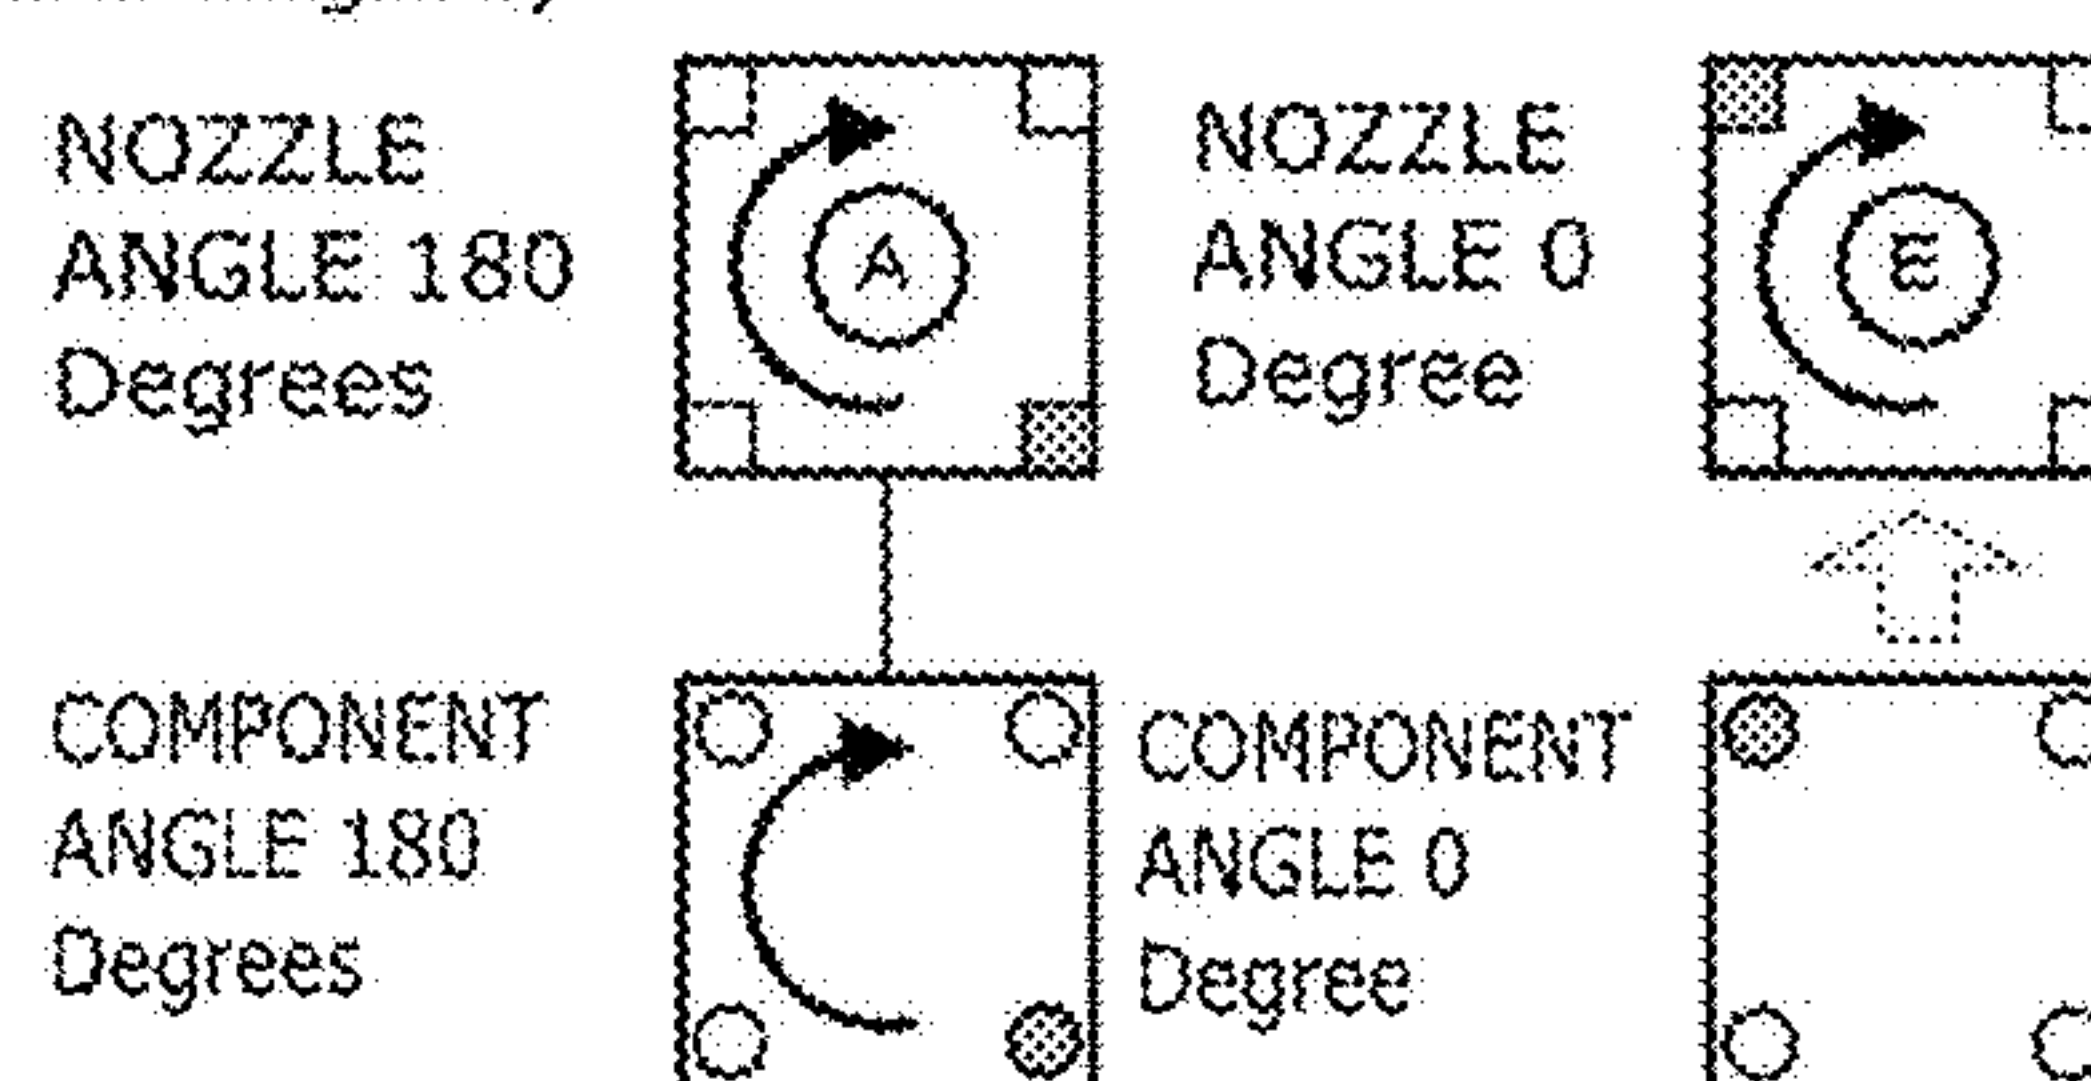 NOZZLE
ANGLE 180
Degrees
A
NOZZLE
ANGLE 0
Degree
E
COMPONENT
ANGLE 180
Degrees
COMPONENT
ANGLE 0
Degree